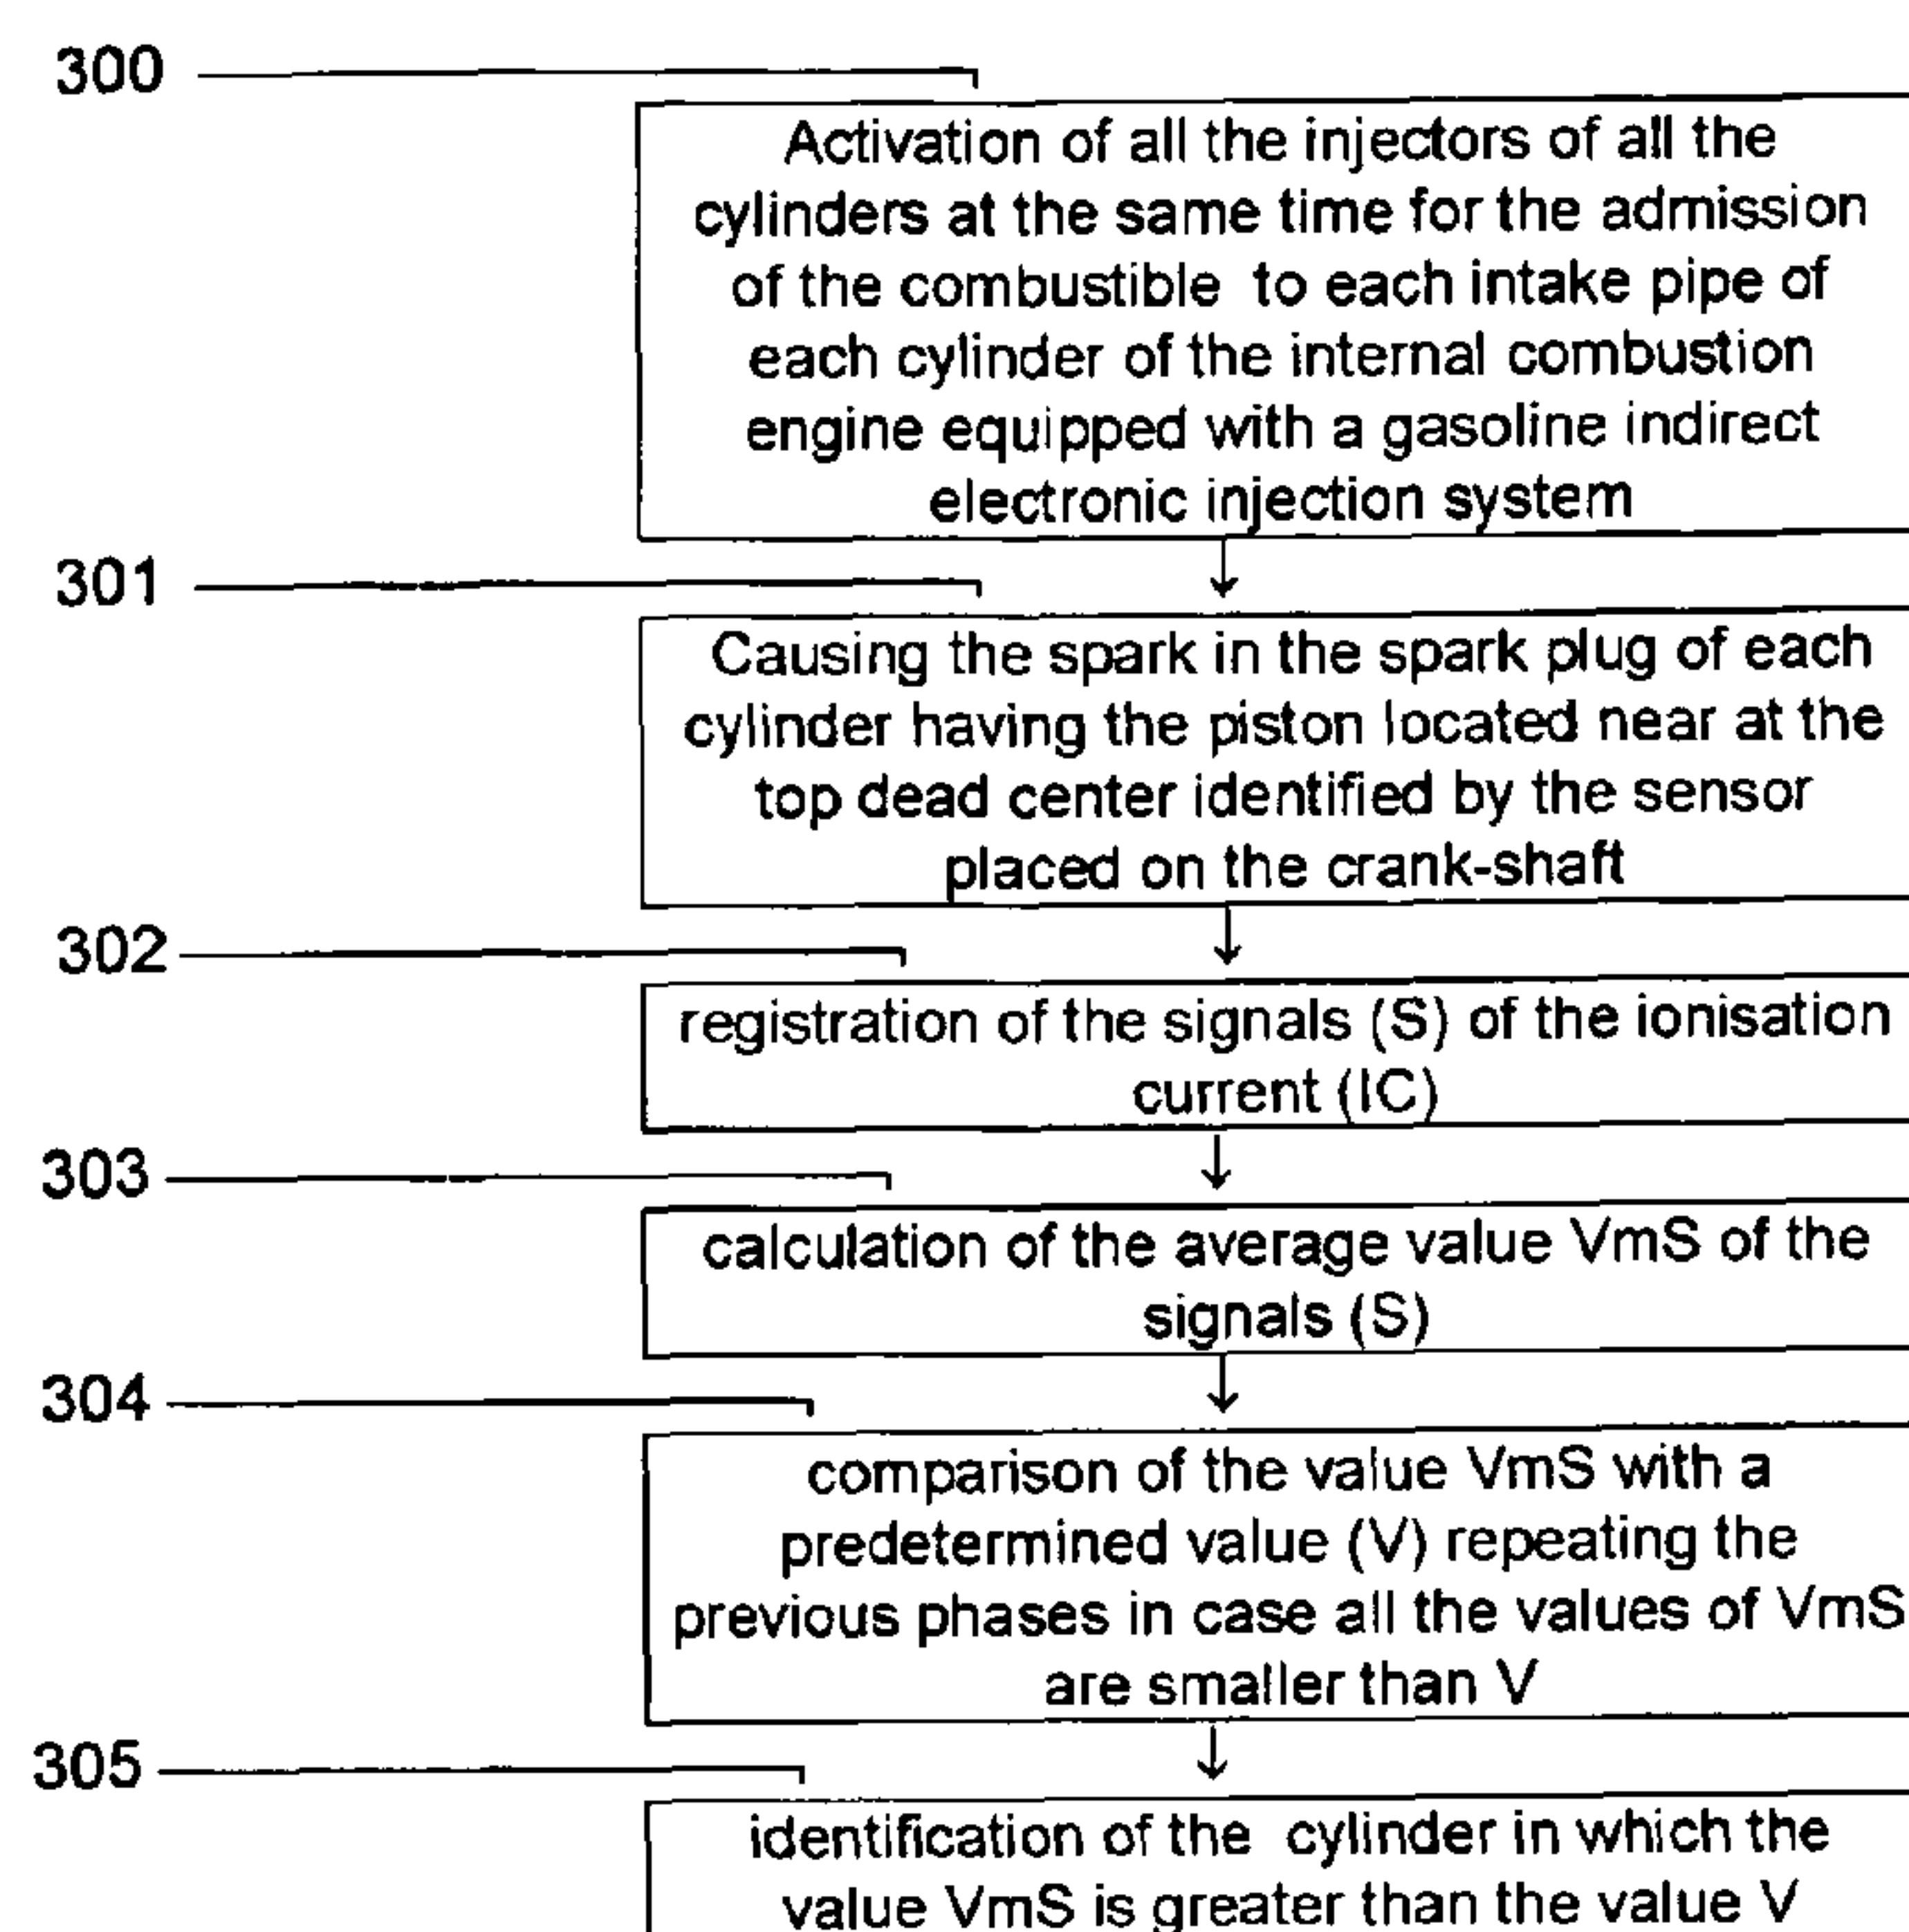 300
Activation of all the injectors of all the
cylinders at the same time for the admission
of the combustible to each intake pipe of
each cylinder of the internal combustion
engine equipped with a gasoline indirect
electronic injection system
301
Causing the spark in the spark plug of each
cylinder having the piston located near at the
top dead center identified by the sensor
placed on the crank-shaft
302
registration of the signals (S) of the ionisation
current (IC)
303
calculation of the average value VmS of the
signals (S)
304
comparison of the value VmS with a
predetermined value (V) repeating the
previous phases in case all the values of VmS
are smaller than V
305
identification of the cylinder in which the
value VmS is greater than the value V